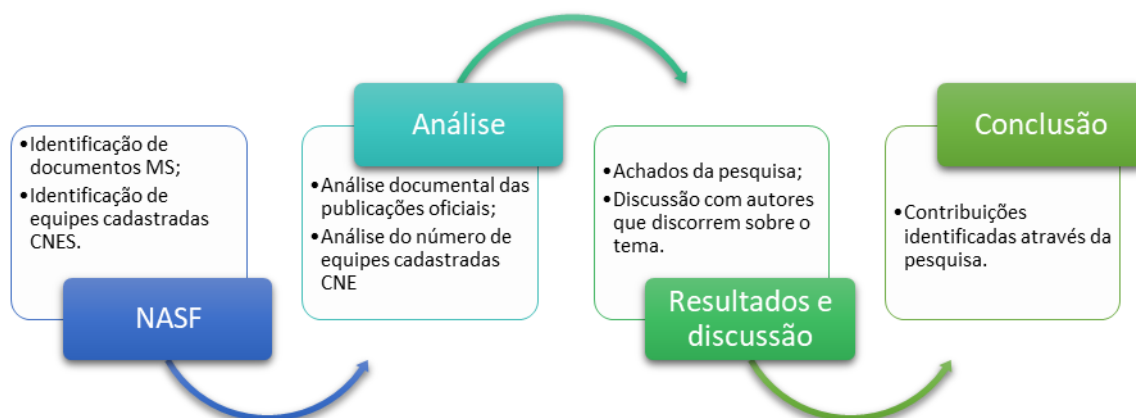 •Identificação de
documentos MS;
•Identificação de
equipes cadastradas
CNES.
NASF
Análise
•Análise documental das
publicações oficiais;
•Análise do número de
equipes cadastradas
CNE
•Achados da pesquisa;
•Discussão com autores
que discorrem sobre o
tema.
Resultados e
discussão
Conclusão
•Contribuições
identificadas através da
pesquisa.